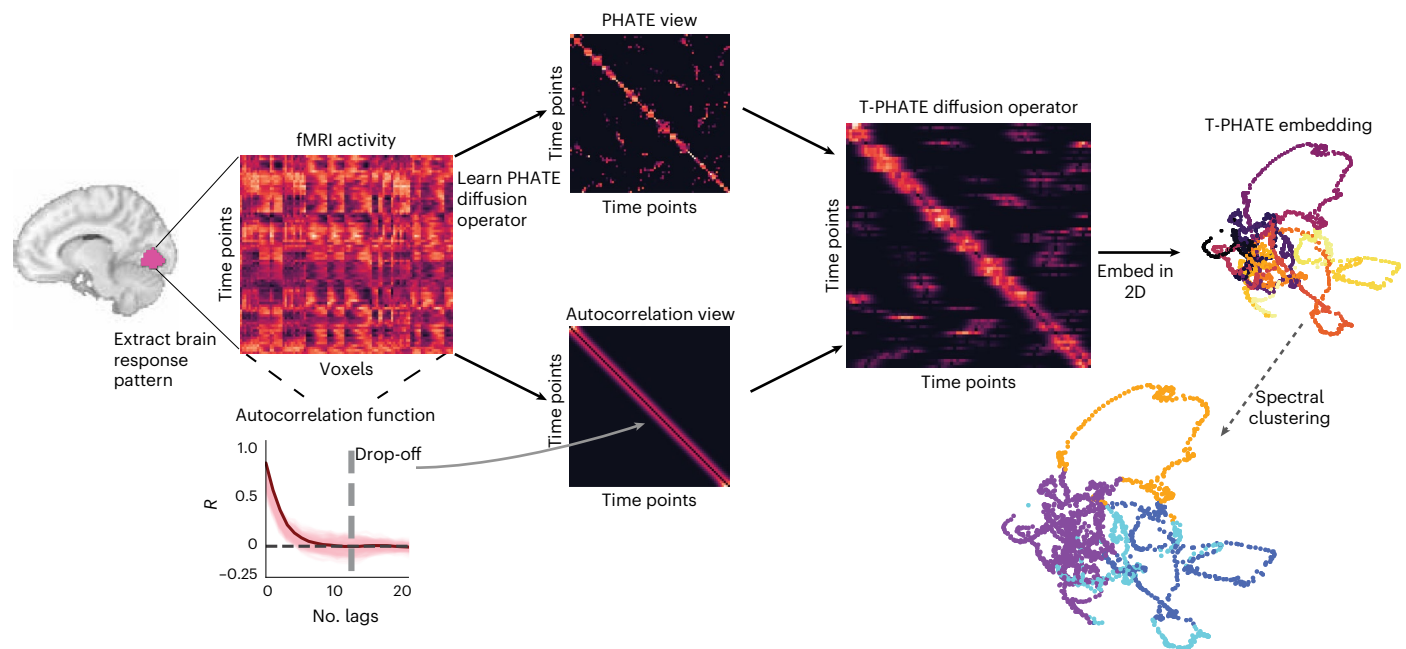 PHATE view
Time points
Time points
fMRI activity
Time points
Voxels
Learn PHATE
diffusion
operator
Extract brain
response
pattern
Autocorrelation function
Drop-off
1.0
0.5
0
−0.25
R
0
10
20
No. lags
Autocorrelation view
Time points
Time points
T-PHATE diffusion operator
Time points
Time points
Embed in
2D
T-PHATE embedding
Spectral
clustering